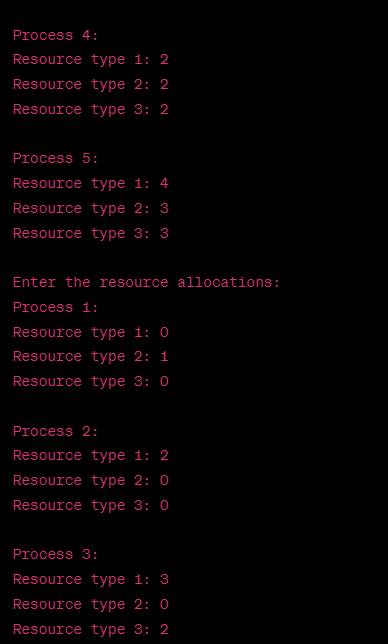 Process 4:
Resource type 1: 2
Resource type 2: 2
Resource type 3: 2
Process 5:
Resource type 1: 4
Resource type 2: 3
Resource type 3: 3
Enter the resource allocations:
Process 1:
Resource type 1: 0
Resource type 2: 1
Resource type 3: 0
Process 2:
Resource type 1: 2
Resource type 2: 0
Resource type 3: 0
Process 3:
Resource type 1: 3
Resource type 2: 0
Resource type 3: 2